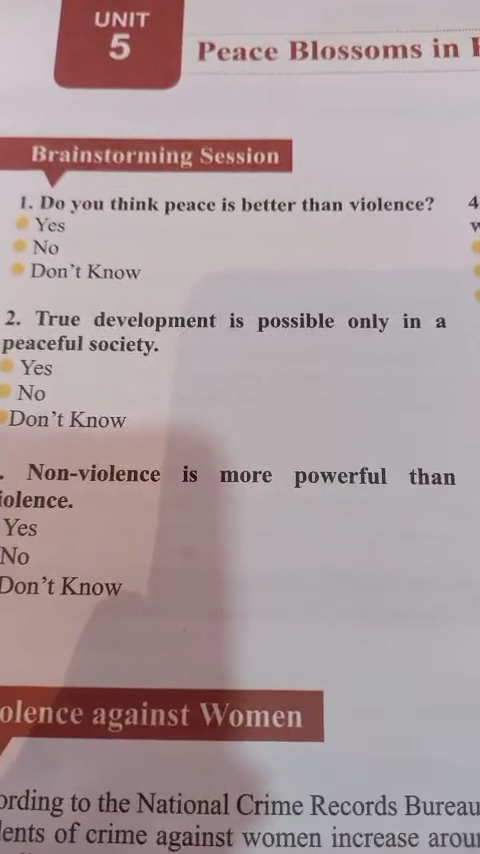 UNIT
5
Peace Blossoms in
Brainstorming Session
1. Do you think peace is better than violence?
Yes
No
Don't Know
2. True development is possible only in a
peaceful society.
Yes
No
Don't Know
. Non-violence is more powerful than
iolence.
Yes
No
Don't Know
4
olence against Women
ording to the National Crime Records Bureau
dents of crime against women increase arou